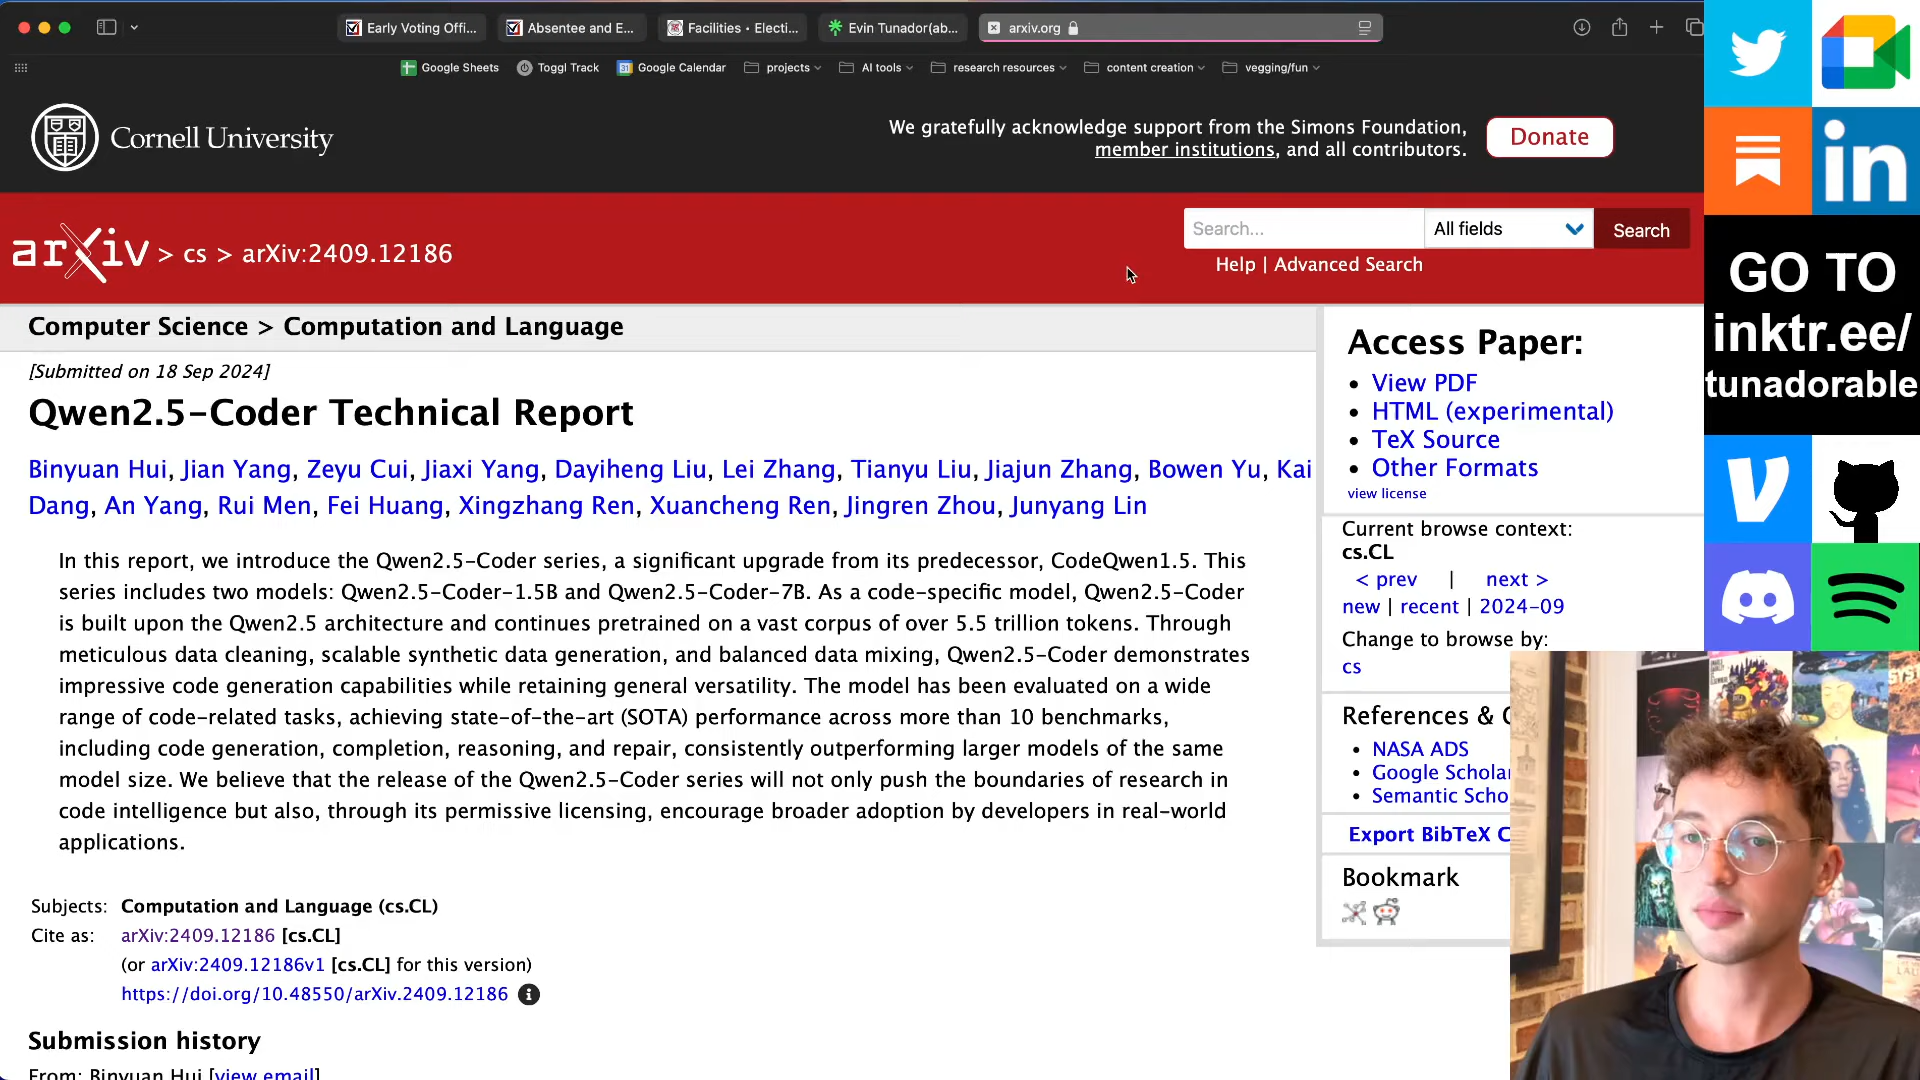 Early Voting Offi...
Absentee and E...
Facilities • Electi...
Evin Tunador(ab...
arxiv.org
Google Sheets
Toggl Track
Google Calendar
projects
AI tools
research resources
content creation
vegging/fun
Cornell University
We gratefully acknowledge support from the Simons Foundation,
member institutions, and all contributors.
Donate
arXiv > cs > arXiv:2409.12186
Search...
All fields
Search
Help | Advanced Search
Computer Science > Computation and Language
[Submitted on 18 Sep 2024]
Qwen2.5-Coder Technical Report
Binyuan Hui, Jian Yang, Zeyu Cui, Jiaxi Yang, Dayiheng Liu, Lei Zhang, Tianyu Liu, Jiajun Zhang, Bowen Yu, Kai
Dang, An Yang, Rui Men, Fei Huang, Xingzhang Ren, Xuancheng Ren, Jingren Zhou, Junyang Lin
In this report, we introduce the Qwen2.5-Coder series, a significant upgrade from its predecessor, CodeQwen1.5. This
series includes two models: Qwen2.5-Coder-1.5B and Qwen2.5-Coder-7B. As a code-specific model, Qwen2.5-Coder
is built upon the Qwen2.5 architecture and continues pretrained on a vast corpus of over 5.5 trillion tokens. Through
meticulous data cleaning, scalable synthetic data generation, and balanced data mixing, Qwen2.5-Coder demonstrates
impressive code generation capabilities while retaining general versatility. The model has been evaluated on a wide
range of code-related tasks, achieving state-of-the-art (SOTA) performance across more than 10 benchmarks,
including code generation, completion, reasoning, and repair, consistently outperforming larger models of the same
model size. We believe that the release of the Qwen2.5-Coder series will not only push the boundaries of research in
code intelligence but also, through its permissive licensing, encourage broader adoption by developers in real-world
applications.
Subjects: Computation and Language (cs.CL)
Cite as: arXiv:2409.12186 [cs.CL]
(or arXiv:2409.12186v1 [cs.CL] for this version)
https://doi.org/10.48550/arXiv.2409.12186
Submission history
From: Binyuan Hui [view email]
Access Paper:
• View PDF
• HTML (experimental)
• TeX Source
• Other Formats
view license
Current browse context:
cs.CL
< prev | next >
new | recent | 2024-09
Change to browse by:
cs
References & C
• NASA ADS
• Google Scholar
• Semantic Scho
Export BibTeX C
Bookmark
in
GO TO
inktr.ee/
tunadorable